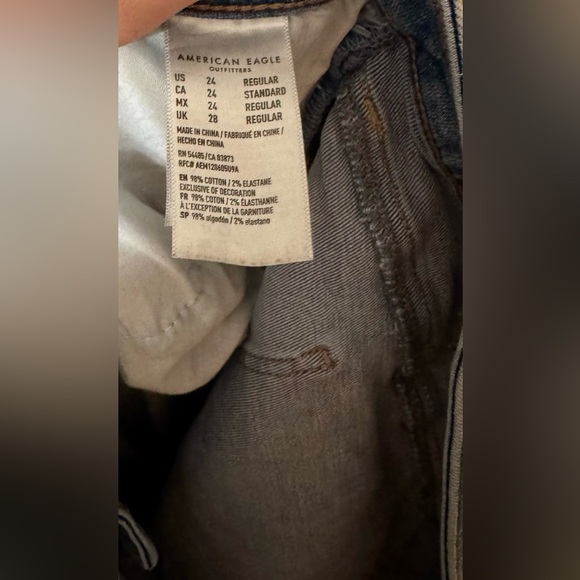 AMERICAN EAGLE
OUTFITTERS
US 24 REGULAR
CA 24 STANDARD
MX 24 REGULAR
UK 28 REGULAR
MADE IN CHINA / FABRIQUÉ EN CHINE /
HECHO EN CHINA
RN 54485/CA 03873
RFC# AEM120605U9A
EN 98% COTTON / 2% ELASTANE
EXCLUSIVE OF DECORATION
FR 98% COTON / 2% ÉLASTHANNE
À L'EXCEPTION DE LA GARNITURE
SP 98% algodón / 2% elastano